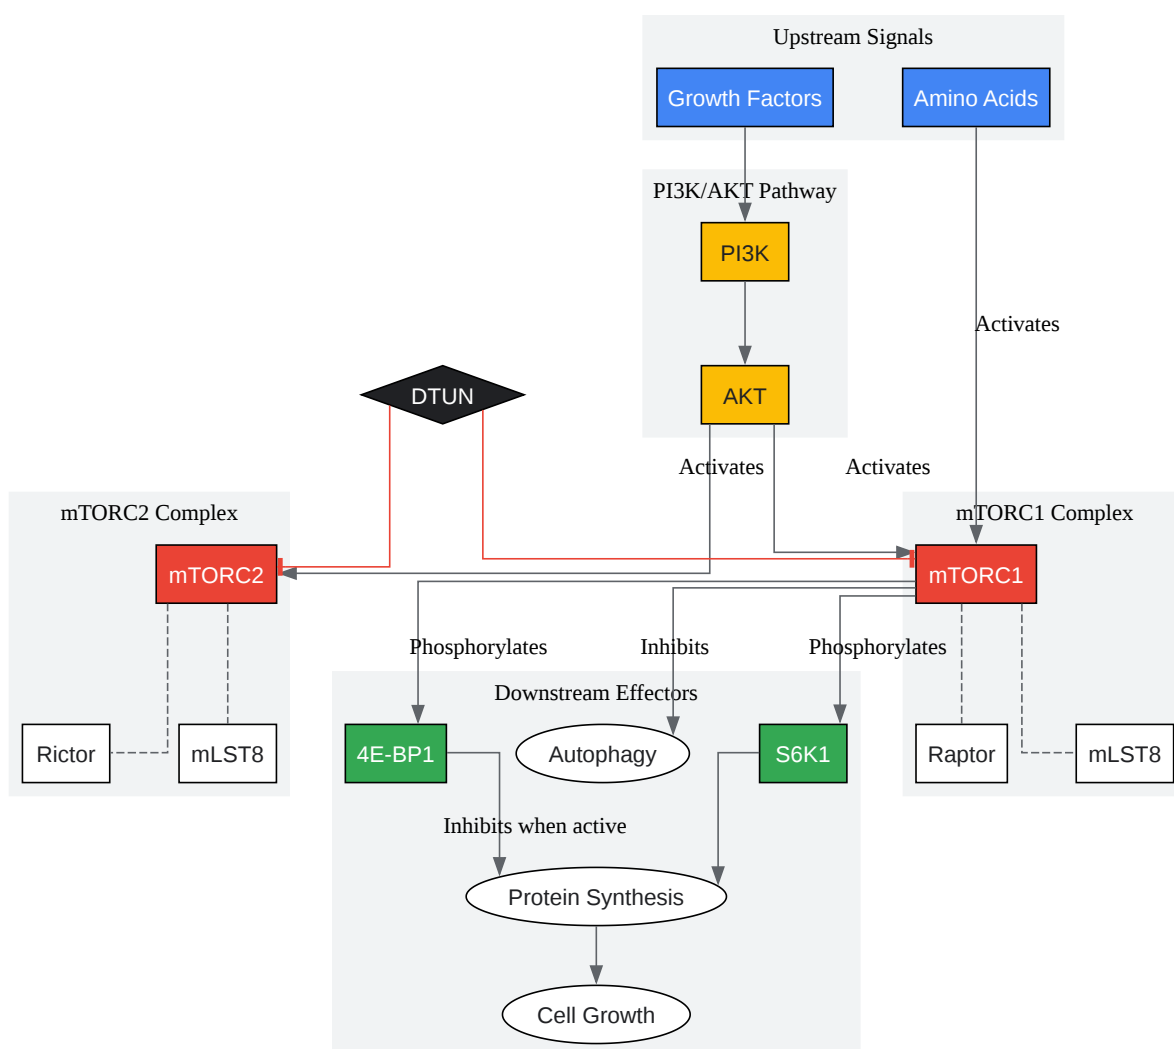 Upstream Signals
Growth Factors
Amino Acids
PI3K/AKT Pathway
PI3K
Activates
DTUN
AKT
Activates
Activates
mTORC2 Complex
mTORC1 Complex
mTORC2
mTORC1
Phosphorylates
Inhibits
Phosphorylates
Downstream Effectors
Rictor
mLST8
4E-BP1
Autophagy
S6K1
Raptor
mLST8
Inhibits when active
Protein Synthesis
Cell Growth